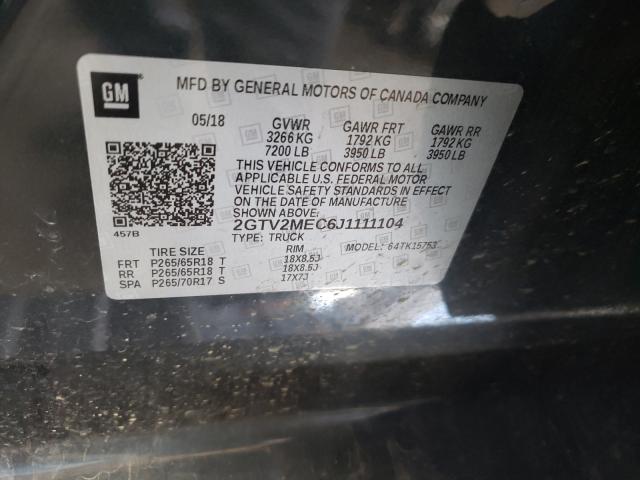 GM
MFD BY GENERAL MOTORS OF CANADA COMPANY
05/18 GVWR GAWR FRT GAWR RR
3266 KG 1792 KG 1792 KG
7200 LB 3950 LB 3950 LB
THIS VEHICLE CONFORMS TO ALL
APPLICABLE U.S. FEDERAL MOTOR
VEHICLE SAFETY STANDARDS IN EFFECT
ON THE DATE OF MANUFACTURE
SHOWN ABOVE.
457B 2GTV2MEC6J1111104
TYPE: TRUCK MODEL: 64TK15753
TIRE SIZE RIM
FRT P265/65R18 T 18X8.5J
RR P265/65R18 T 18X8.5J
SPA P265/70R17 S 17X7J